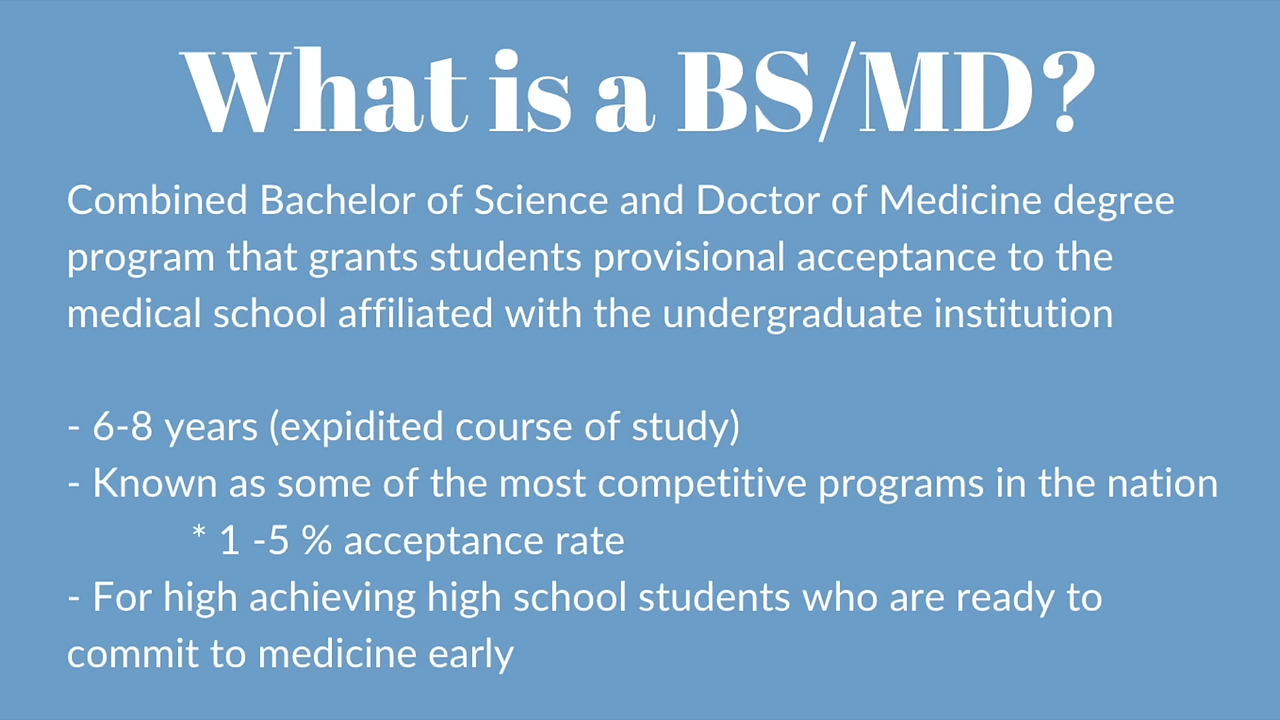 What is a BS/MD?
Combined Bachelor of Science and Doctor of Medicine degree
program that grants students provisional acceptance to the
medical school affiliated with the undergraduate institution
- 6-8 years (expidited course of study)
- Known as some of the most competitive programs in the nation
* 1 -5 % acceptance rate
- For high achieving high school students who are ready to
commit to medicine early